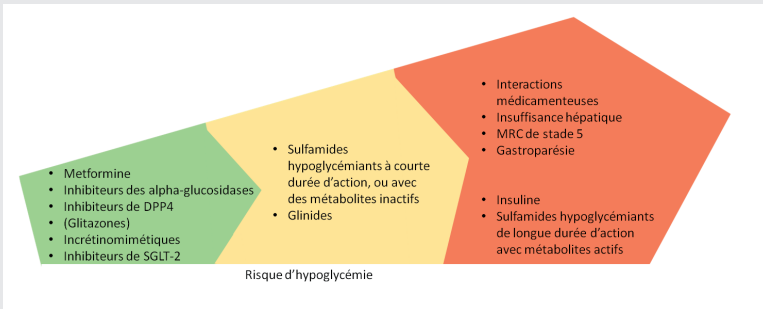 • Metformine
• Inhibiteurs des alpha-glucosidases
• Inhibiteurs de DPP4
• (Glitazones)
• Incrétinomimétiques
• Inhibiteurs de SGLT-2
• Sulfamides
hypoglycémiants à courte
durée d'action, ou avec
des métabolites inactifs
• Glinides
• Interactions
médicamenteuses
• Insuffisance hépatique
• MRC de stade 5
• Gastroparésie
• Insuline
• Sulfamides hypoglycémiants
de longue durée d'action
avec métabolites actifs
Risque d'hypoglycémie